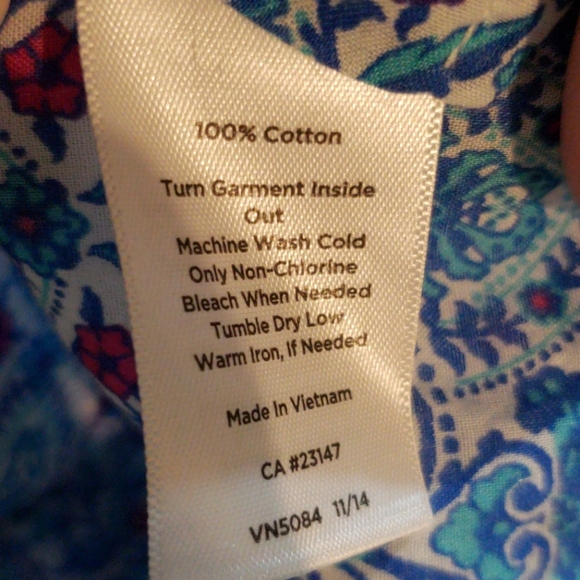 100% Cotton
Turn Garment Inside
Out
Machine Wash Cold
Only Non-Chlorine
Bleach When Needed
Tumble Dry Low
Warm Iron, If Needed
Made In Vietnam
CA #23147
VN5084 11/14